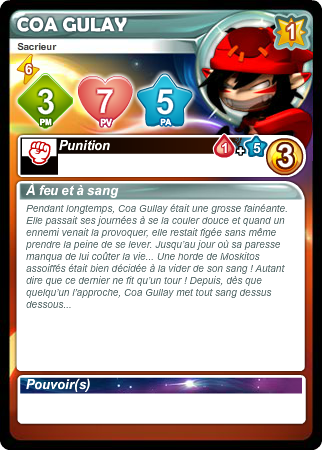 COA GULAY
1
Sacrieur
6
3
PM
7
PV
5
PA
Punition
1 + 5
3
À feu et à sang
Pendant longtemps, Coa Gullay était une grosse fainéante.
Elle passait ses journées à se la couler douce et quand un
ennemi venait la provoquer, elle restait figée sans même
prendre la peine de se lever. Jusqu'au jour où sa paresse
manqua de lui coûter la vie... Une horde de Moskitos
assoiffés était bien décidée à la vider de son sang ! Autant
dire que ce dernier ne fit qu'un tour ! Depuis, dès que
quelqu'un l'approche, Coa Gullay met tout sang dessus
dessous...
Pouvoir(s)